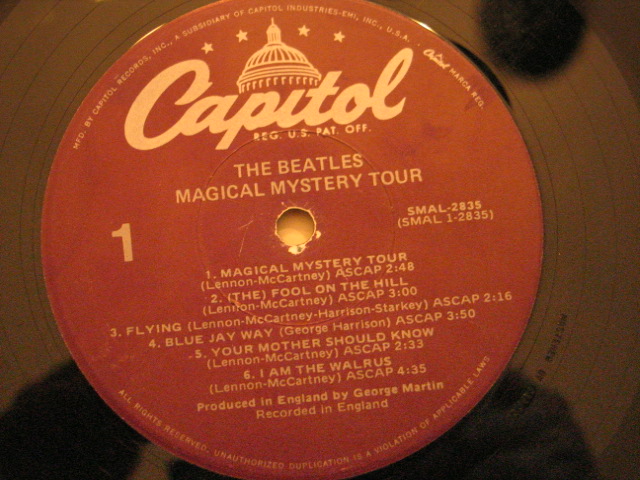 MFD. BY CAPITOL RECORDS, INC., A SUBSIDIARY OF CAPITOL INDUSTRIES-EMI, INC., U.S.A. - Capitol MARCA REG.
Capitol
REG. U.S. PAT. OFF.
THE BEATLES
MAGICAL MYSTERY TOUR
SMAL-2835
(SMAL 1-2835)
1
1. MAGICAL MYSTERY TOUR
(Lennon-McCartney) ASCAP 2:48
2. (THE) FOOL ON THE HILL
(Lennon-McCartney) ASCAP 3:00
3. FLYING (Lennon-McCartney-Harrison-Starkey) ASCAP 2:16
4. BLUE JAY WAY (George Harrison) ASCAP 3:50
5. YOUR MOTHER SHOULD KNOW
(Lennon-McCartney) ASCAP 2:33
6. I AM THE WALRUS
(Lennon-McCartney) ASCAP 4:35
Produced in England by George Martin
Recorded in England
ALL RIGHTS RESERVED. UNAUTHORIZED DUPLICATION IS A VIOLATION OF APPLICABLE LAWS